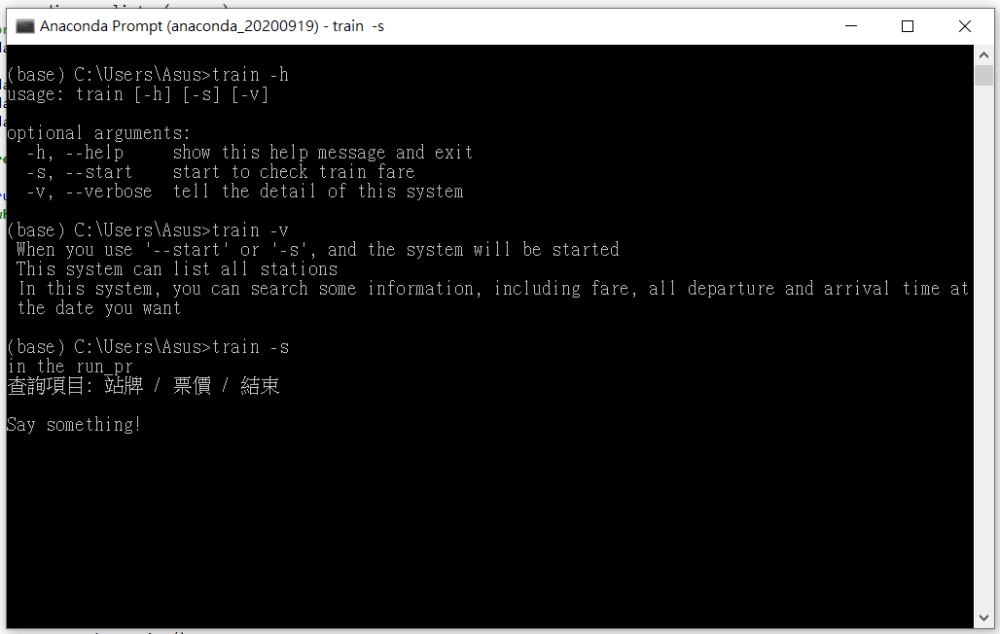 Anaconda Prompt (anaconda_20200919) - train  -s
(base) C:\Users\Asus>train -h
usage: train [-h] [-s] [-v]
optional arguments:
-h, --help     show this help message and exit
-s, --start    start to check train fare
-v, --verbose  tell the detail of this system
(base) C:\Users\Asus>train -v
When you use '--start' or '-s', and the system will be started
This system can list all stations
In this system, you can search some information, including fare, all departure and arrival time at
the date you want
(base) C:\Users\Asus>train -s
in the run_pr
查詢項目: 站牌 / 票價 / 結束
Say something!